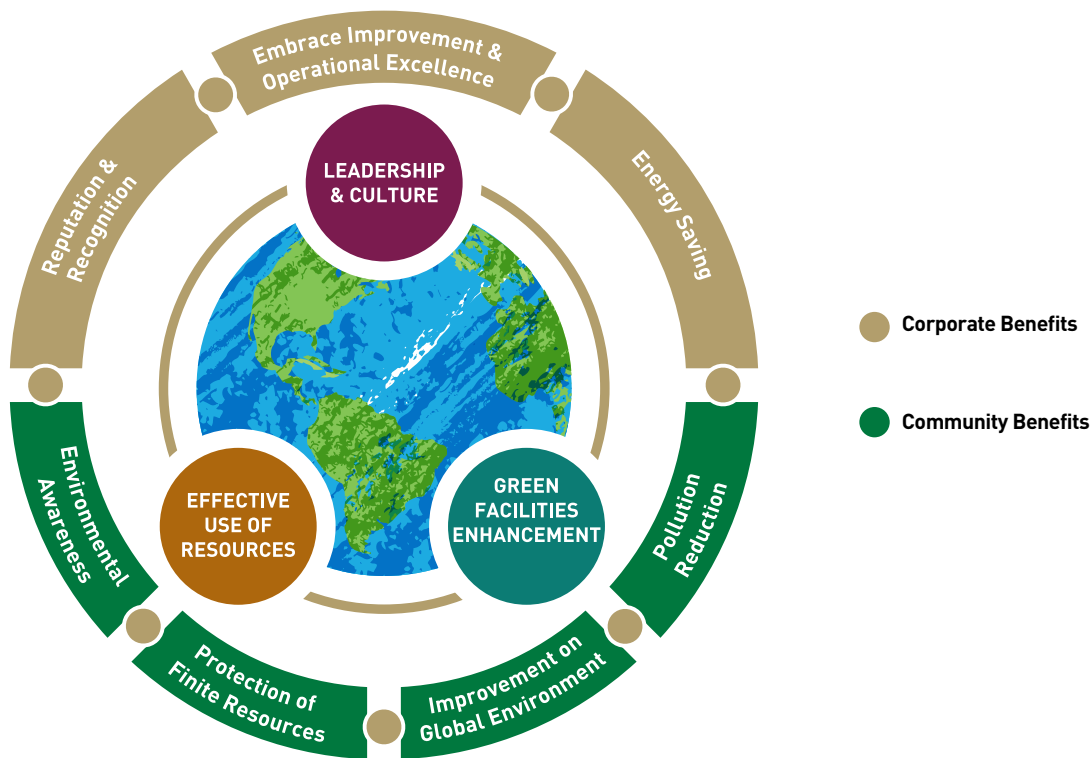 Embrace Improvement &
Operational Excellence
Reputation &
Recognition
Energy Saving
LEADERSHIP
& CULTURE
Corporate Benefits
Community Benefits
Environmental
Awareness
EFFECTIVE
USE OF
RESOURCES
GREEN
FACILITIES
ENHANCEMENT
Pollution
Reduction
Protection of
Finite Resources
Improvement on
Global Environment